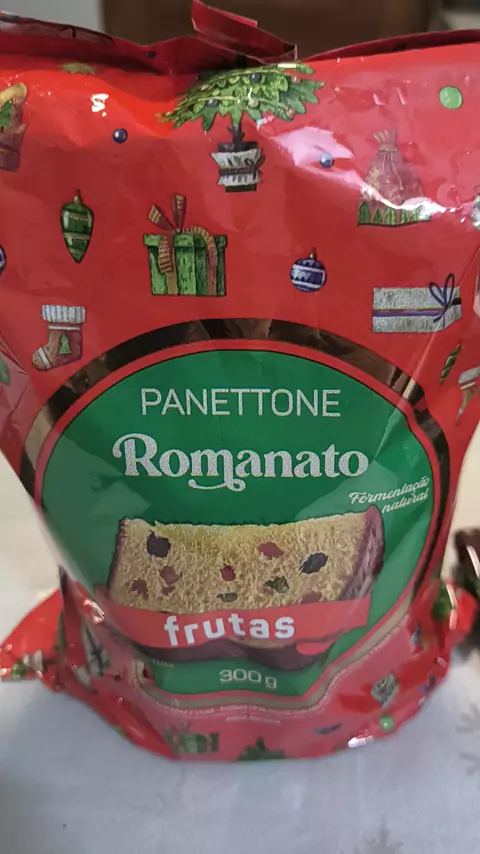 PANETTONE
Romanato
Fermentação
natural
frutas
300g